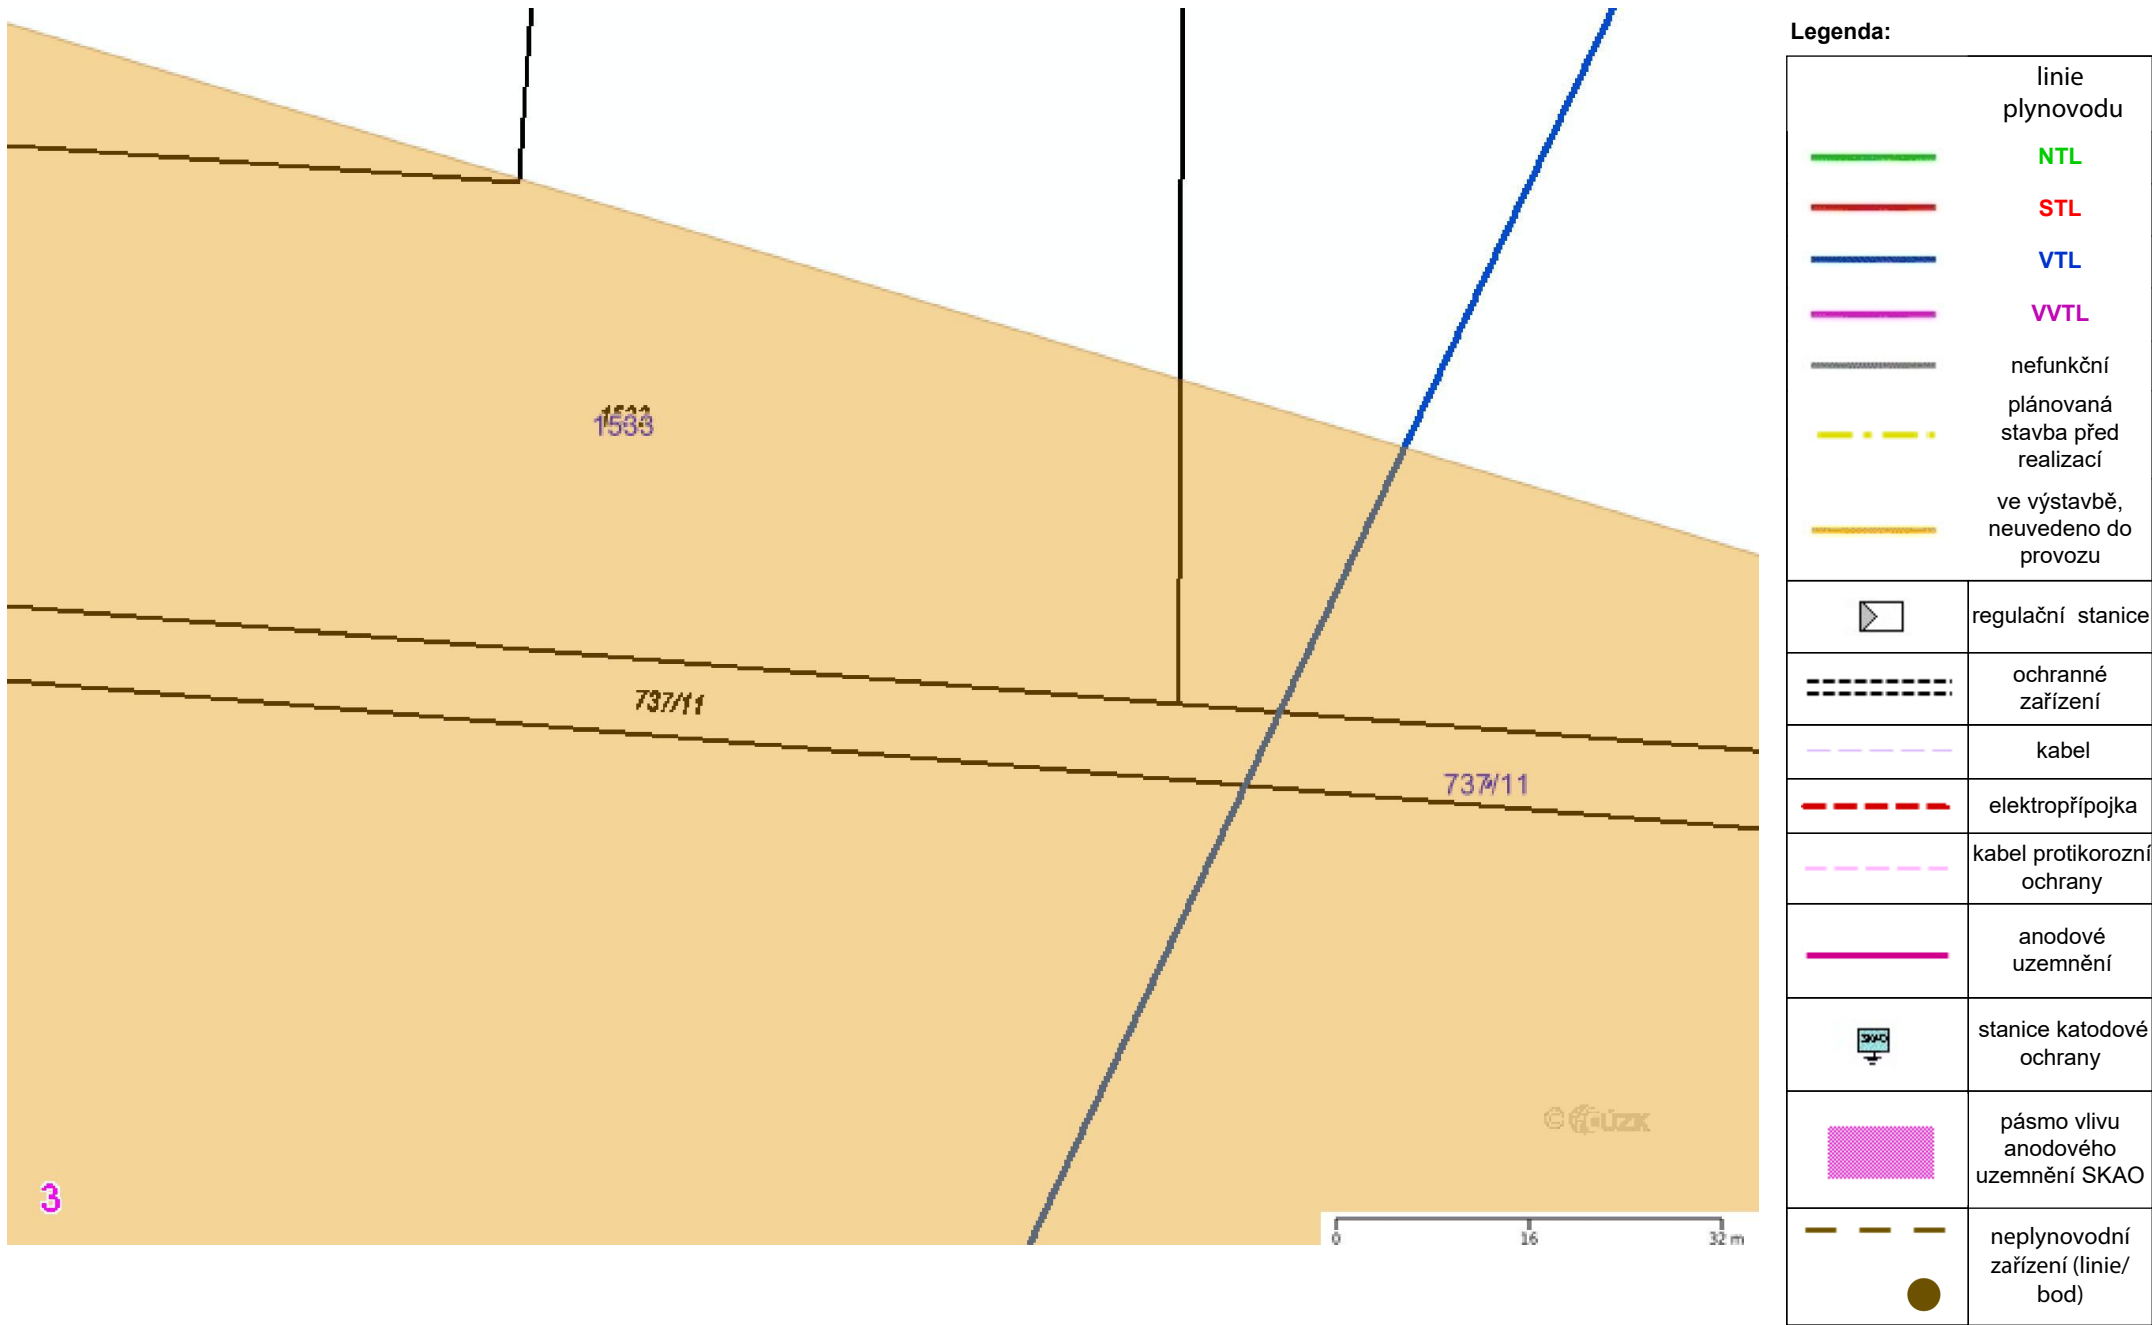 1533
1533
737/11
737/11
3
0 16 32 m
Legenda:
linie
plynovodu
NTL
STL
VTL
VVTL
nefunkční
plánovaná
stavba před
realizací
ve výstavbě,
neuvedeno do
provozu
regulační stanice
ochranné
zařízení
kabel
elektropřípojka
kabel protikorozní
ochrany
anodové
uzemnění
SKAO
stanice katodové
ochrany
pásmo vlivu
anodového
uzemnění SKAO
neplynovodní
zařízení (linie/
bod)